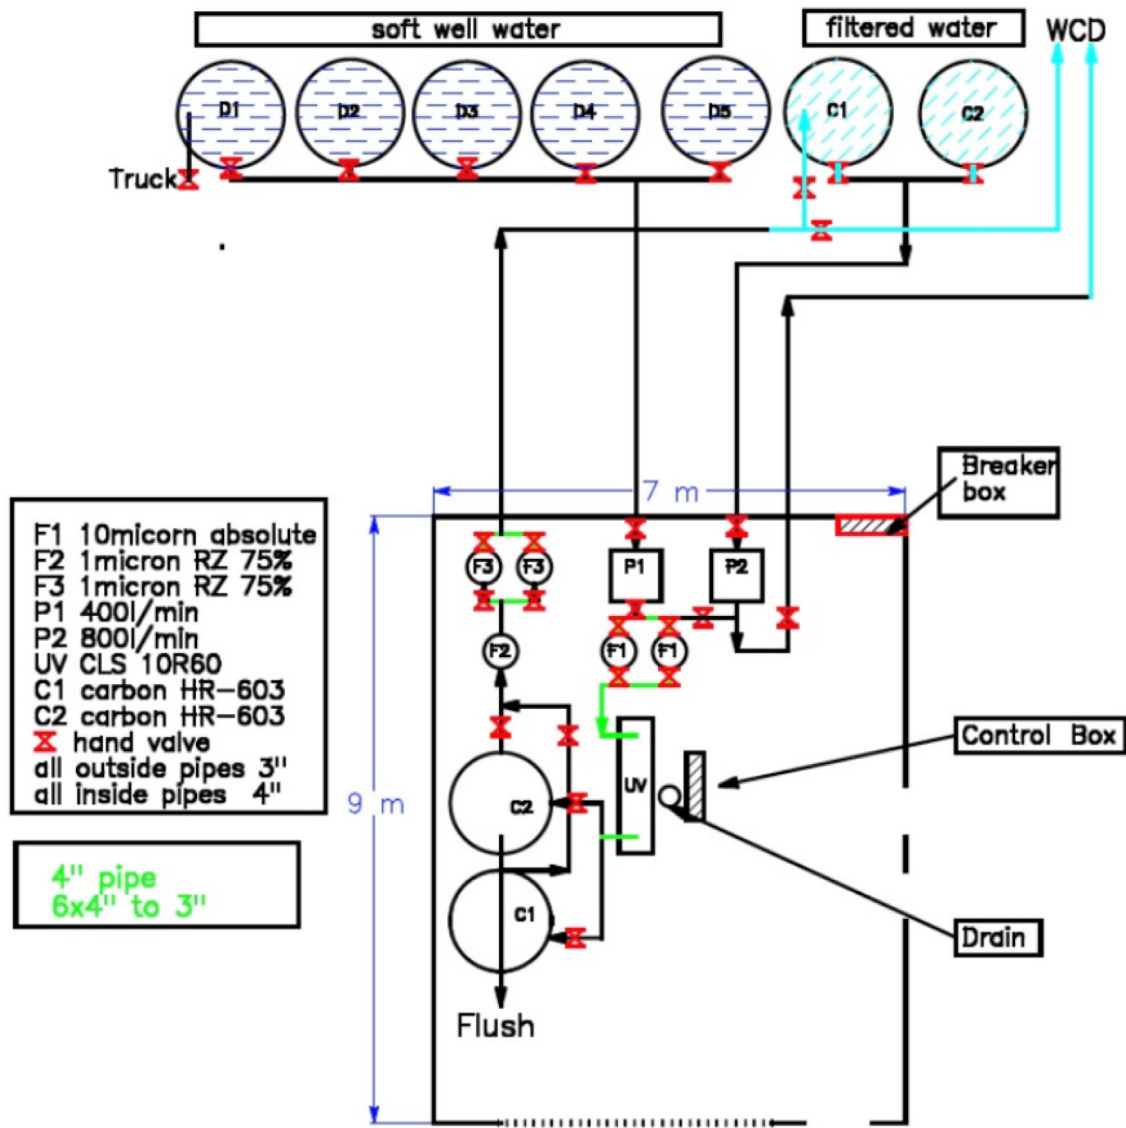 soft well water
filtered water
WCD
D1
D2
D3
D4
D5
C1
C2
Truck
Breaker
box
7 m
F1 10micorn absolute
F2 1micron RZ 75%
F3 1micron RZ 75%
P1 400l/min
P2 800l/min
UV CLS 10R60
C1 carbon HR-603
C2 carbon HR-603
hand valve
all outside pipes 3"
all inside pipes 4"
F3
F3
P1
P2
F2
F1
F1
Control Box
UV
9 m
C2
4" pipe
6x4" to 3"
C1
Drain
Flush